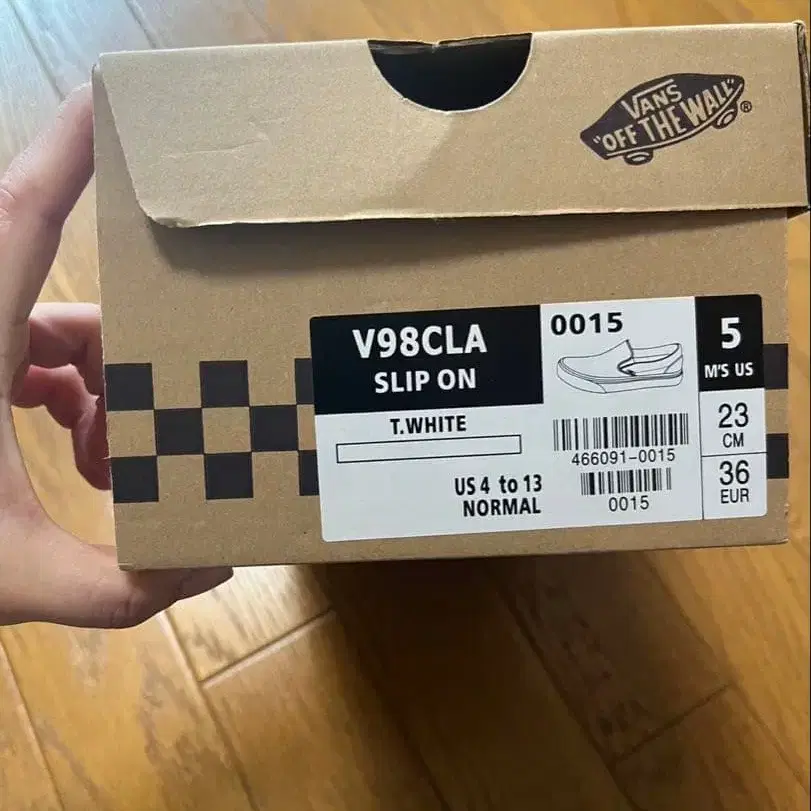 VANS
"OFF THE WALL"
®
V98CLA
SLIP ON
0015
5
M'S US
T.WHITE
466091-0015
23
CM
US 4 to 13
NORMAL
0015
36
EUR